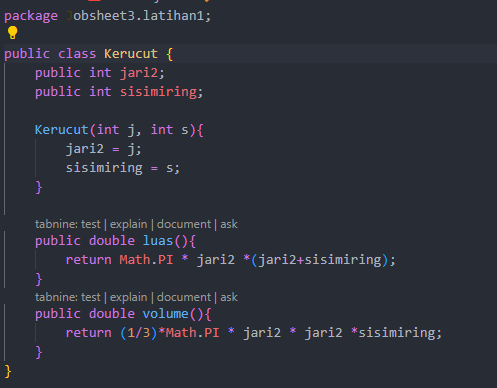 package obsheet3.latihan1;
public class Kerucut {
public int jari2;
public int sisimiring;
Kerucut(int j, int s){
jari2 = j;
sisimiring = s;
}
tabnine: test | explain | document | ask
public double luas(){
return Math.PI * jari2 *(jari2+sisimiring);
}
tabnine: test | explain | document | ask
public double volume(){
return (1/3)*Math.PI * jari2 * jari2 *sisimiring;
}
}